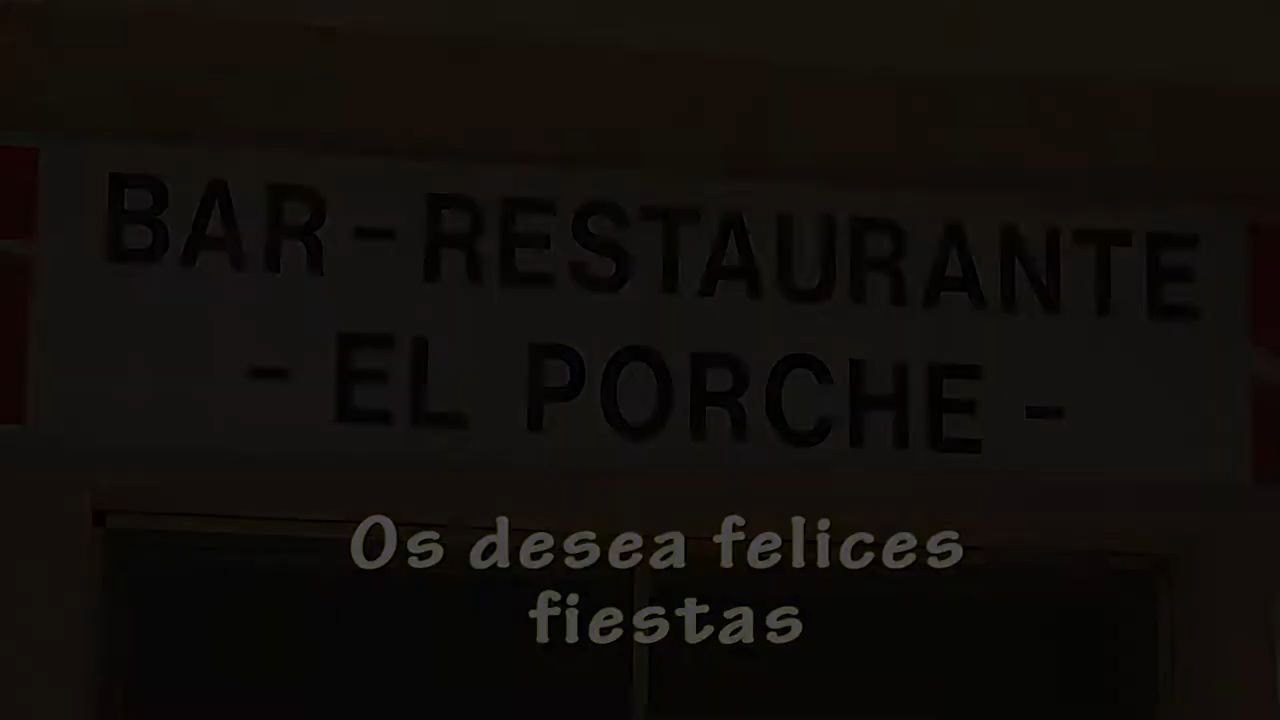 BAR-RESTAURANTE
- EL PORCHE -
Os desea felices
fiestas